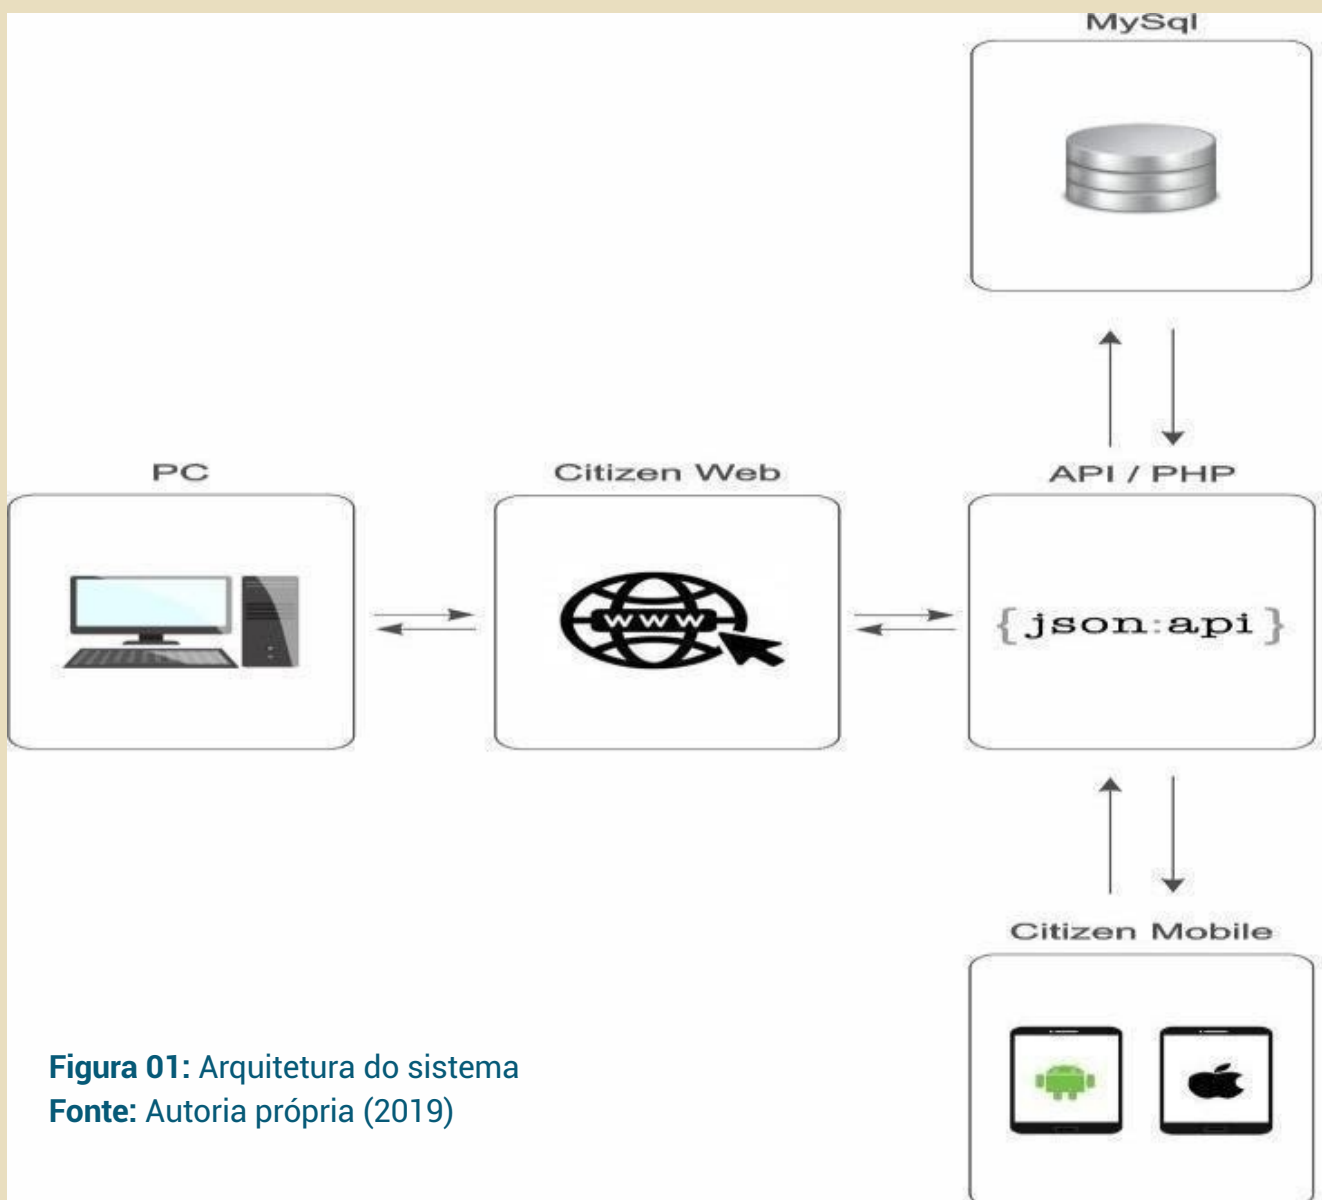 MySql
PC
Citizen Web
API / PHP
www
{json:api}
Citizen Mobile
Figura 01: Arquitetura do sistema
Fonte: Autoria própria (2019)